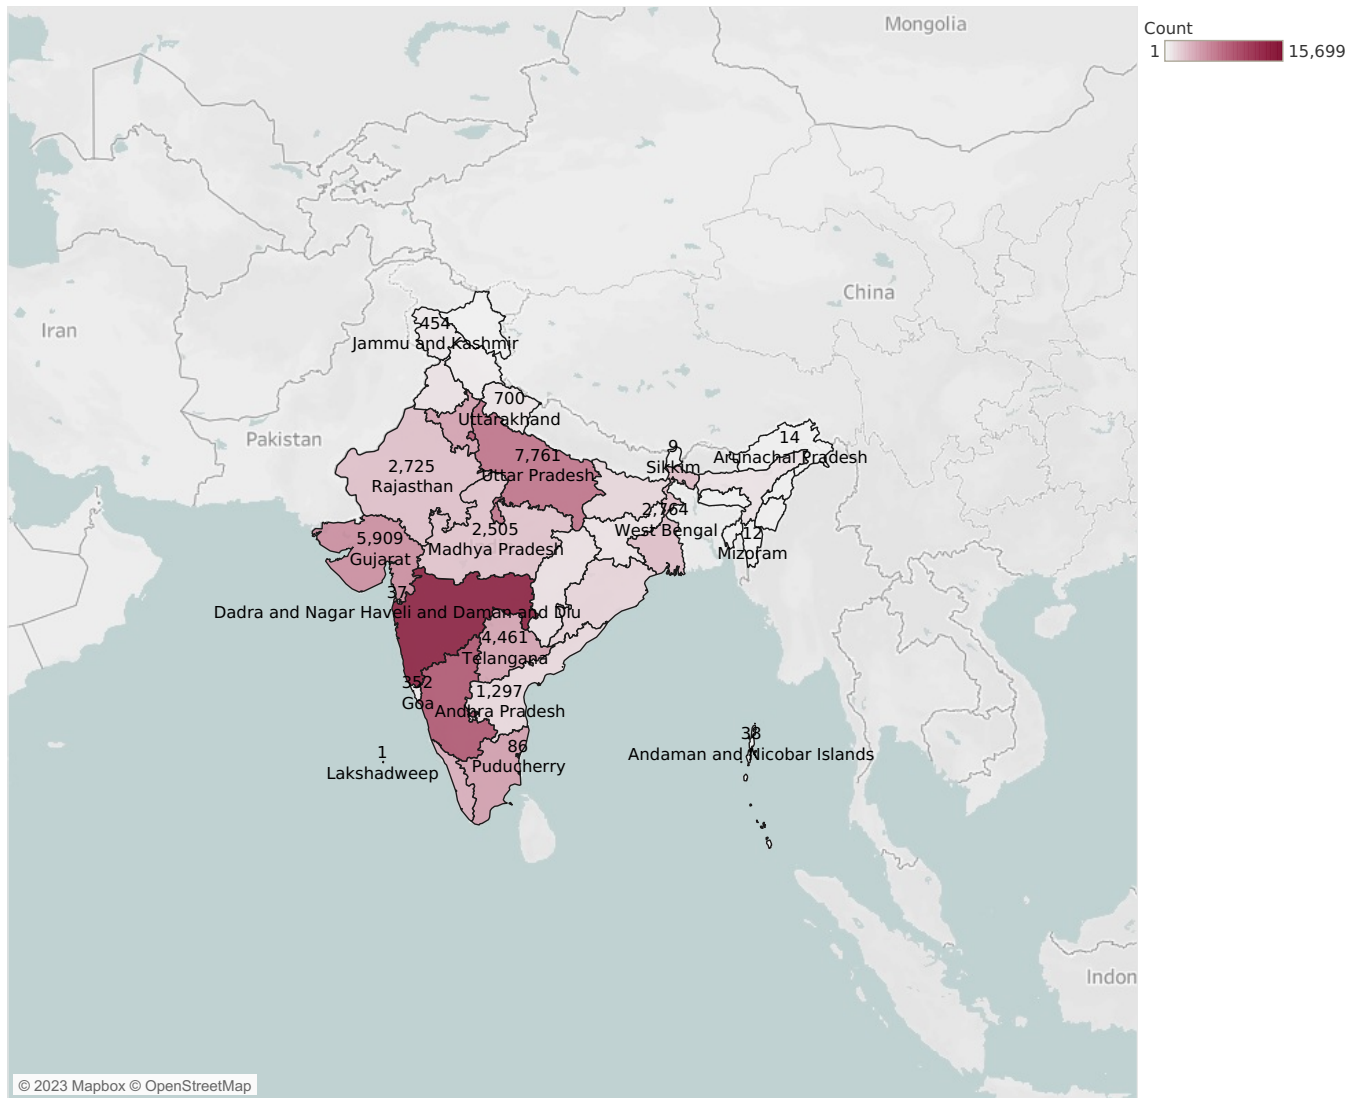 Mongolia
Count
1
15,699
China
454
Jammu and Kashmir
Iran
700
Uttarakhand
Pakistan
9
Sikkim
14
Arunachal Pradesh
7,761
Uttar Pradesh
2,725
Rajasthan
2,764
West Bengal
2,505
Madhya Pradesh
12
Mizoram
5,909
Gujarat
37
Dadra and Nagar Haveli and Daman and Diu
4,461
Telangana
352
Goa
1,297
Andhra Pradesh
38
Andaman and Nicobar Islands
1
Lakshadweep
86
Puducherry
Indon
© 2023 Mapbox © OpenStreetMap